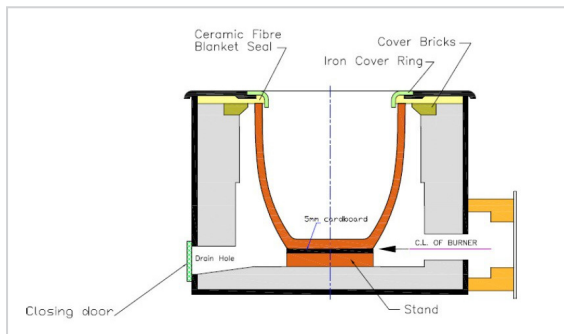 Ceramic Fibre
Blanket Seal
Cover Bricks
Iron Cover Ring
5mm cardboard
C.L. OF BURNER
Drain Hole
Closing door
Stand